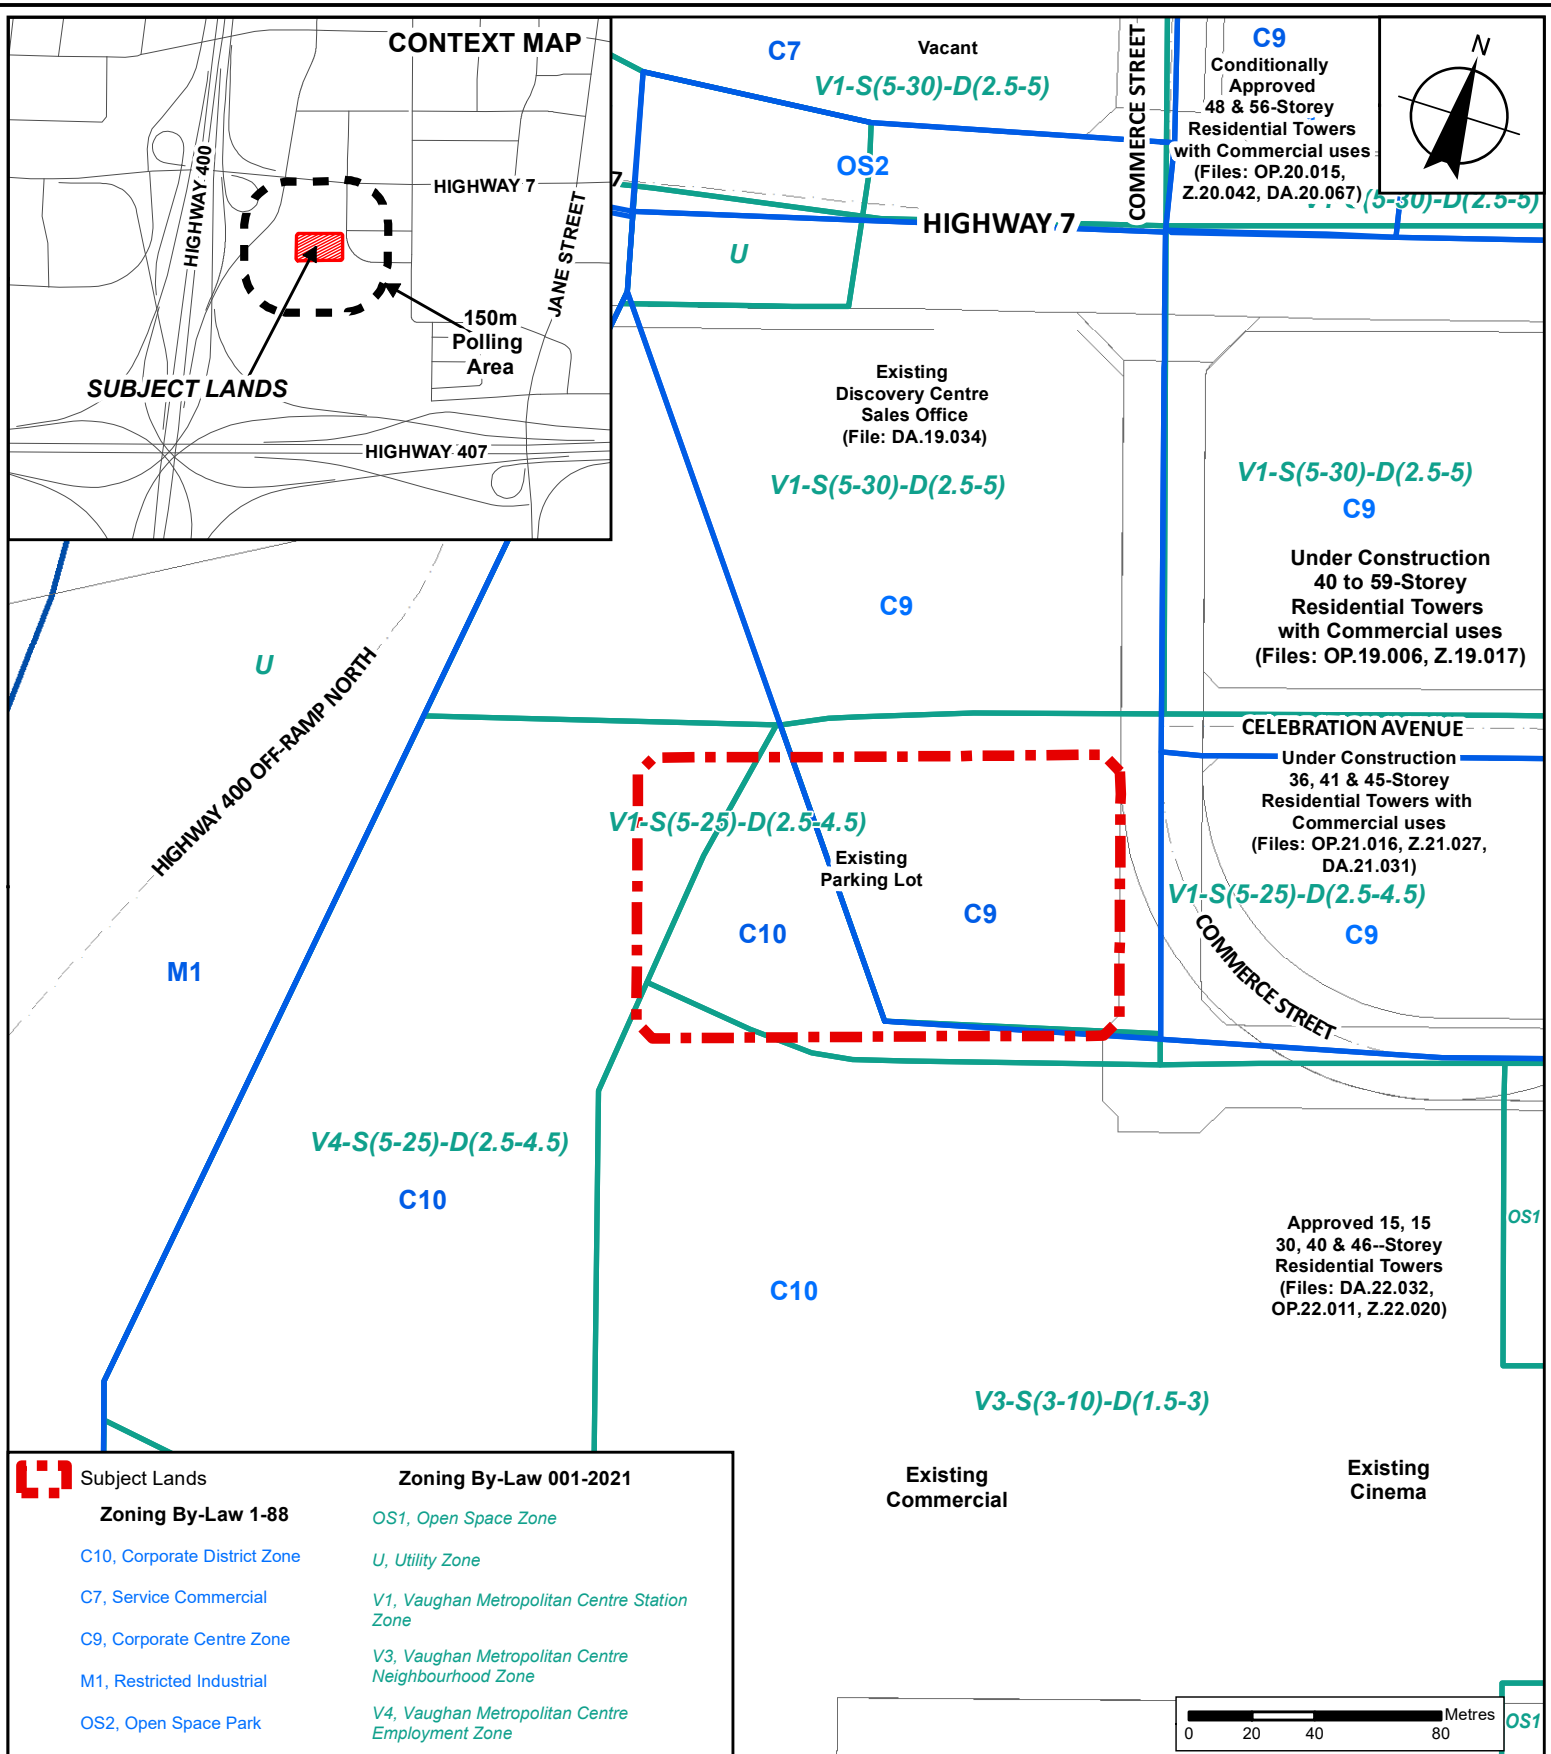 CONTEXT MAP
HIGHWAY 400
HIGHWAY 7
JANE STREET
150m
Polling
Area
SUBJECT LANDS
HIGHWAY 407
C7
Vacant
V1-S(5-30)-D(2.5-5)
COMMERCE STREET
C9
Conditionally
Approved
48 & 56-Storey
Residential Towers
with Commercial uses
(Files: OP.20.015,
Z.20.042, DA.20.067)
(5-30)-D(2.5-5)
N
OS2
7
HIGHWAY 7
U
Existing
Discovery Centre
Sales Office
(File: DA.19.034)
V1-S(5-30)-D(2.5-5)
C9
V1-S(5-30)-D(2.5-5)
C9
Under Construction
40 to 59-Storey
Residential Towers
with Commercial uses
(Files: OP.19.006, Z.19.017)
U
HIGHWAY 400 OFF-RAMP NORTH
M1
CELEBRATION AVENUE
Under Construction
36, 41 & 45-Storey
Residential Towers with
Commercial uses
(Files: OP.21.016, Z.21.027,
DA.21.031)
V1-S(5-25)-D(2.5-4.5)
C9
COMMERCE STREET
V1-S(5-25)-D(2.5-4.5)
Existing
Parking Lot
C10
C9
V4-S(5-25)-D(2.5-4.5)
C10
C10
Approved 15, 15
30, 40 & 46--Storey
Residential Towers
(Files: DA.22.032,
OP.22.011, Z.22.020)
OS1
V3-S(3-10)-D(1.5-3)
Existing
Commercial
Existing
Cinema
Subject Lands
Zoning By-Law 1-88
C10, Corporate District Zone
C7, Service Commercial
C9, Corporate Centre Zone
M1, Restricted Industrial
OS2, Open Space Park
Zoning By-Law 001-2021
OS1, Open Space Zone
U, Utility Zone
V1, Vaughan Metropolitan Centre Station
Zone
V3, Vaughan Metropolitan Centre
Neighbourhood Zone
V4, Vaughan Metropolitan Centre
Employment Zone
Metres
0 20 40 80
OS1